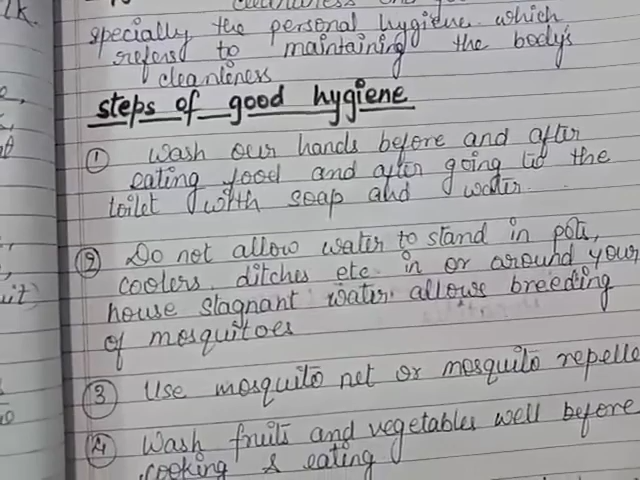 specially the personal hygiene which
refers to maintaining the body's
cleanliness
steps of good hygiene
① Wash our hands before and after
eating food and after going to the
toilet with soap and water.
② Do not allow water to stand in pots,
coolers, ditches etc. in or around your
house stagnant water allows breeding
of mosquitoes
③ Use mosquito net or mosquito repelle
④ Wash fruits and vegetables well before
cooking & eating